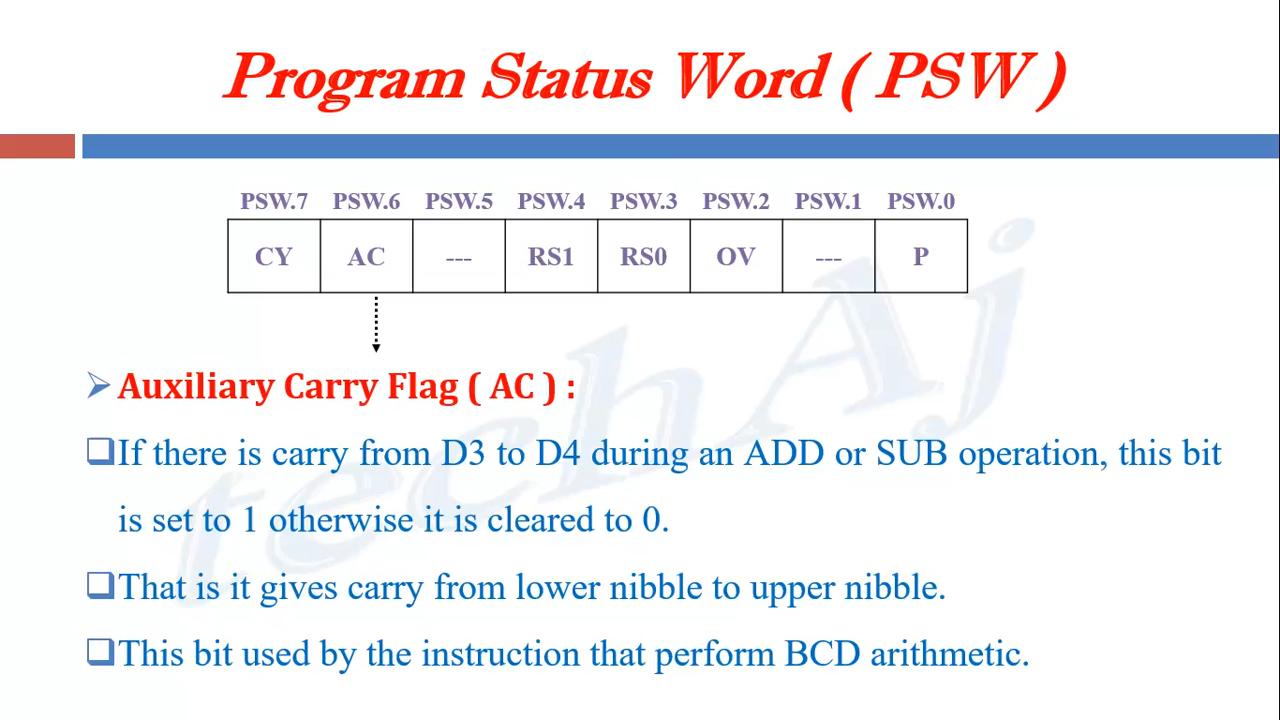 Program Status Word ( PSW )
PSW.7 PSW.6 PSW.5 PSW.4 PSW.3 PSW.2 PSW.1 PSW.0
CY AC --- RS1 RS0 OV --- P
Auxiliary Carry Flag ( AC ) :
If there is carry from D3 to D4 during an ADD or SUB operation, this bit
is set to 1 otherwise it is cleared to 0.
That is it gives carry from lower nibble to upper nibble.
This bit used by the instruction that perform BCD arithmetic.
techAj